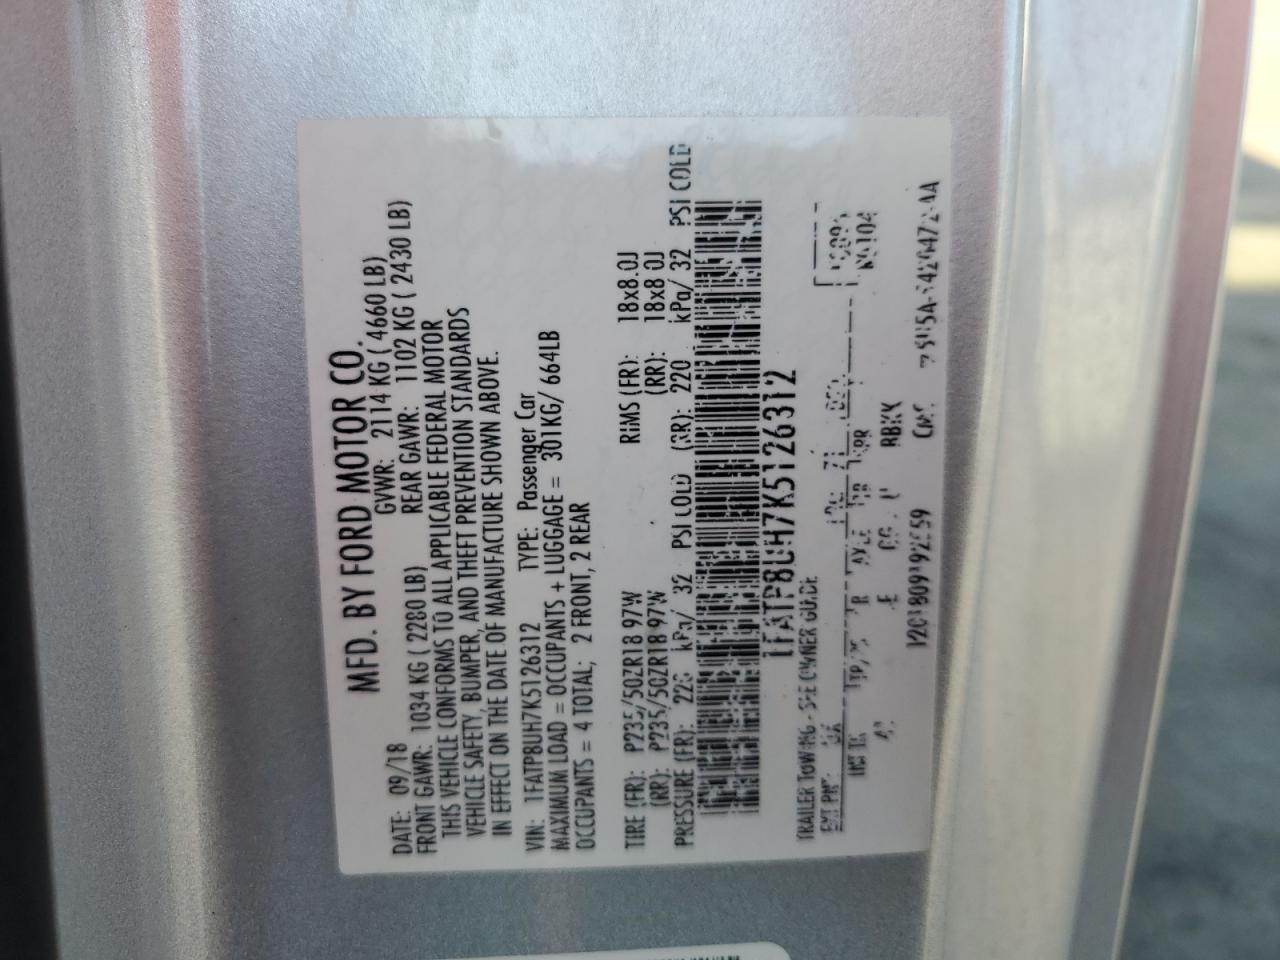 MFD. BY FORD MOTOR CO.
DATE: 09/18 GVWR: 2114 KG ( 4660 LB)
FRONT GAWR: 1034 KG ( 2280 LB) REAR GAWR: 1102 KG ( 2430 LB)
THIS VEHICLE CONFORMS TO ALL APPLICABLE FEDERAL MOTOR
VEHICLE SAFETY, BUMPER, AND THEFT PREVENTION STANDARDS
IN EFFECT ON THE DATE OF MANUFACTURE SHOWN ABOVE.
VIN: 1FATP8UH7K5126312 TYPE: Passenger Car
MAXIMUM LOAD = OCCUPANTS + LUGGAGE = 301KG/ 664LB
OCCUPANTS = 4 TOTAL; 2 FRONT, 2 REAR
TIRE (FR): P235/50ZR18 97W RIMS (FR): 18x8.0J
(RR): P235/50ZR18 97W (RR): 18x8.0J
PRESSURE (FR): 220 kPa/ 32 PSI COLD (RR): 220 kPa/ 32 PSI COLD
1FATP8UH7K5126312
TRAILER TOWING - SEE OWNER GUIDE
EXT PNT: